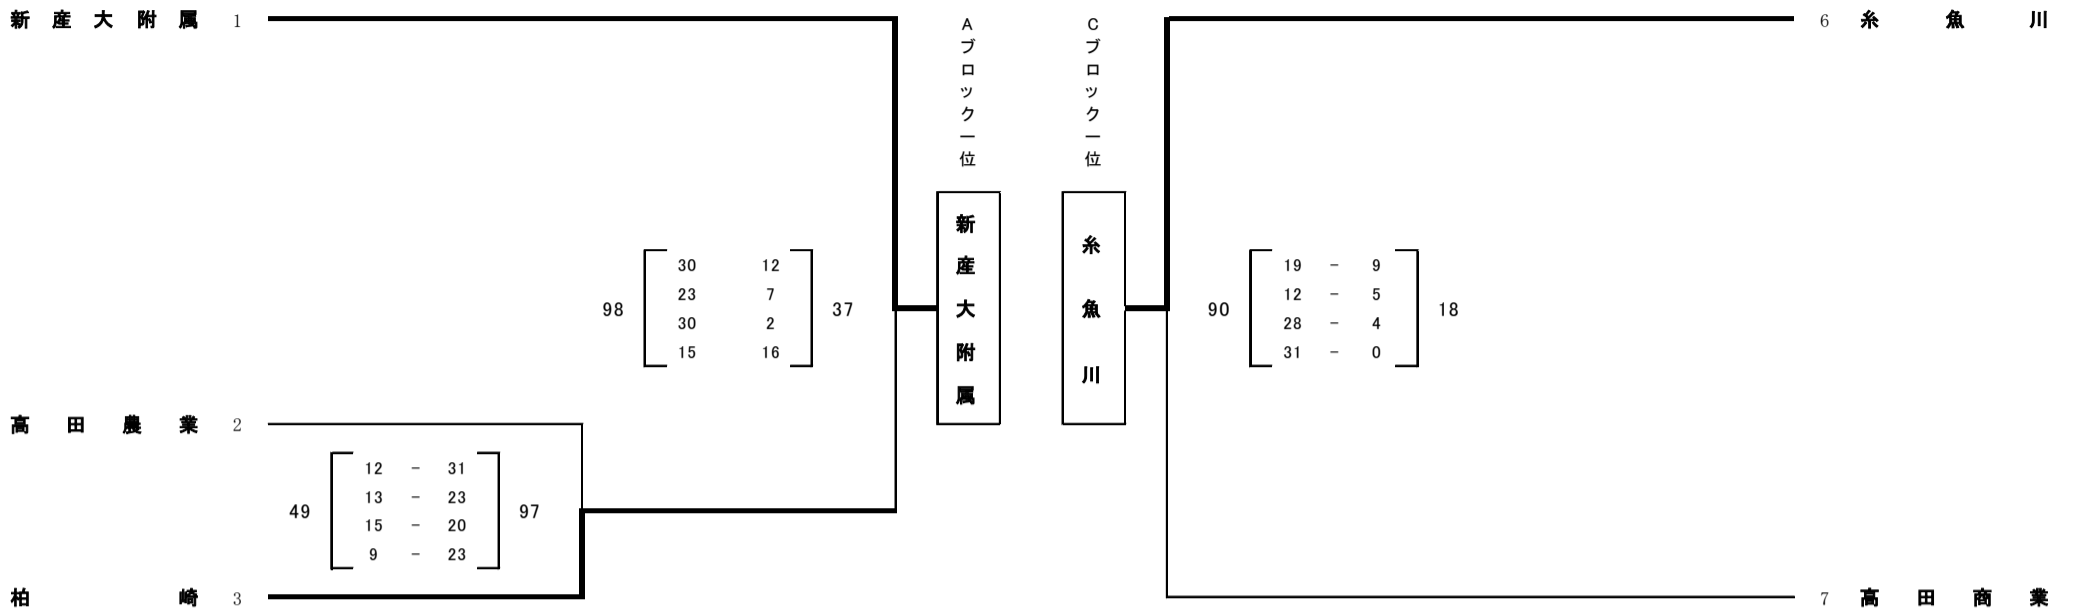 新産大附属 1
Aブロック一位
新産大附属
98
30 12
23 7
30 2
15 16
37
高田農業 2
49
12 - 31
13 - 23
15 - 20
9 - 23
97
柏崎 3
Cブロック一位
糸魚川
6 糸魚川
90
19 - 9
12 - 5
28 - 4
31 - 0
18
7 高田商業